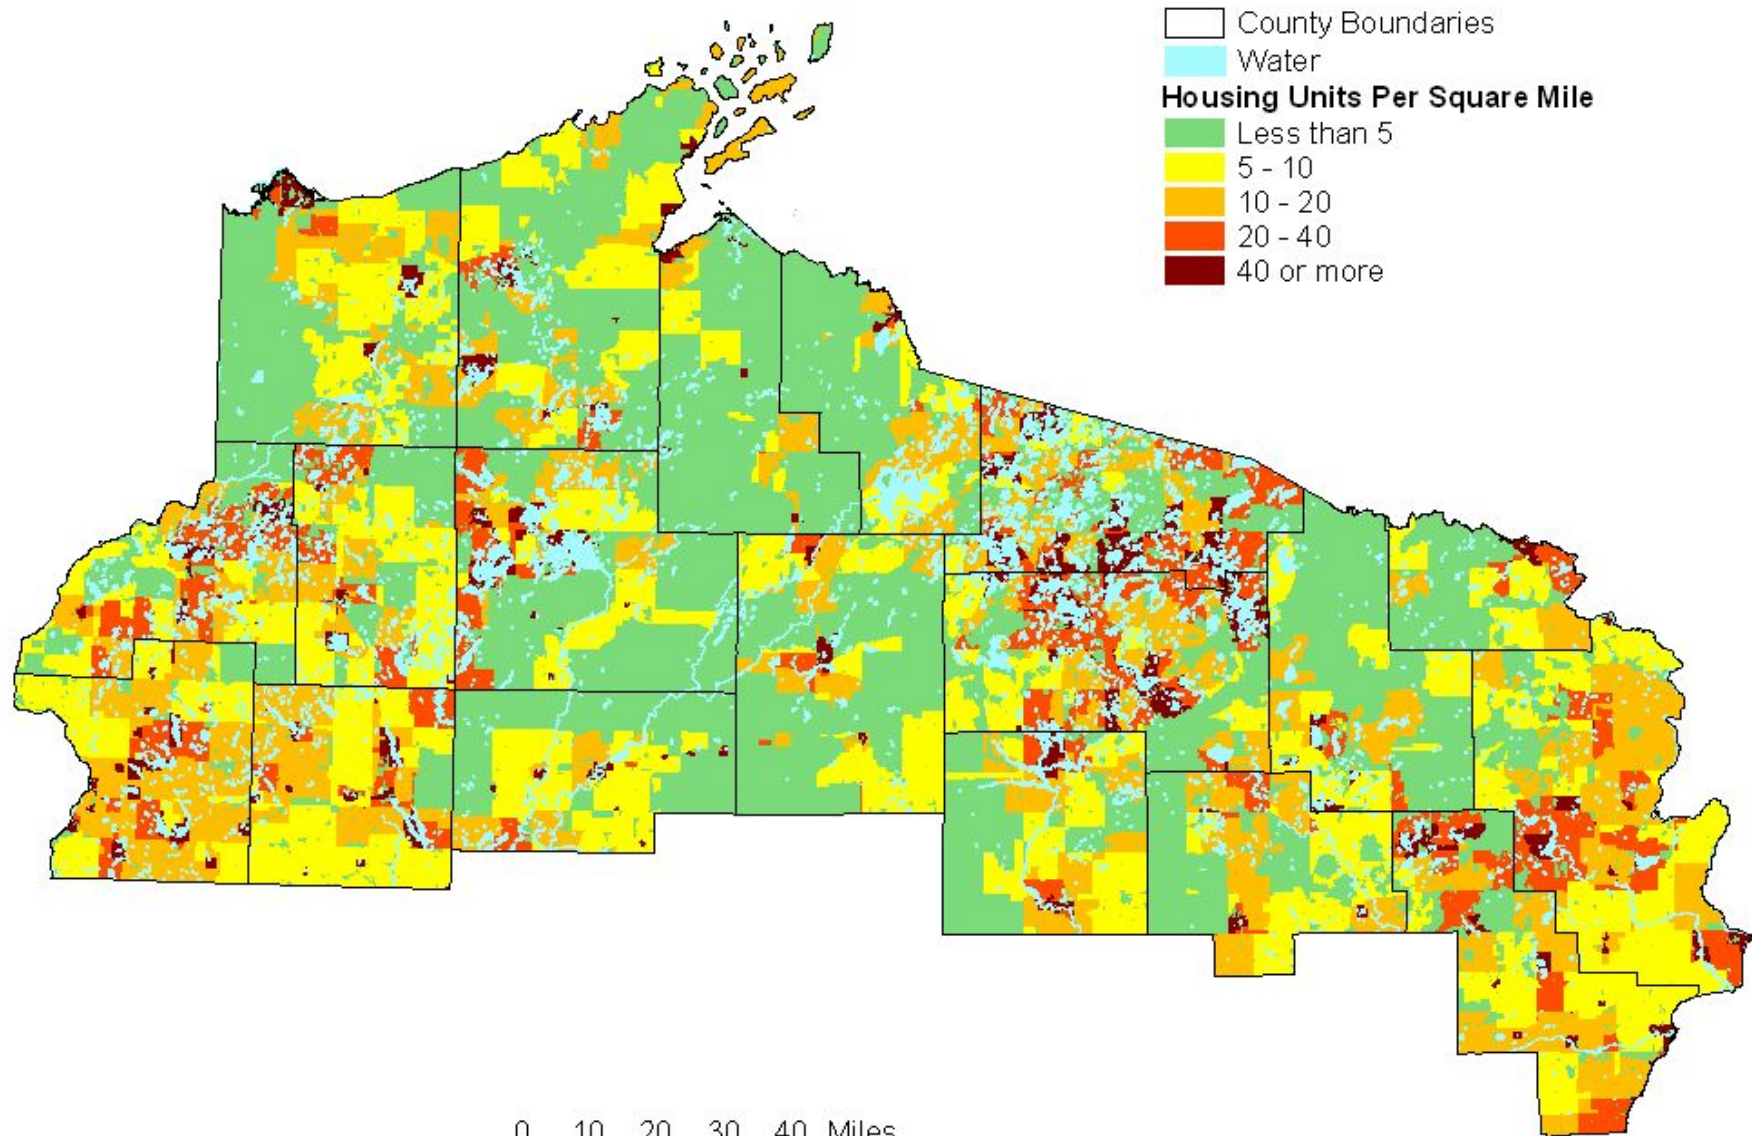 County Boundaries
Water
Housing Units Per Square Mile
Less than 5
5 - 10
10 - 20
20 - 40
40 or more
0 10 20 30 40 Miles